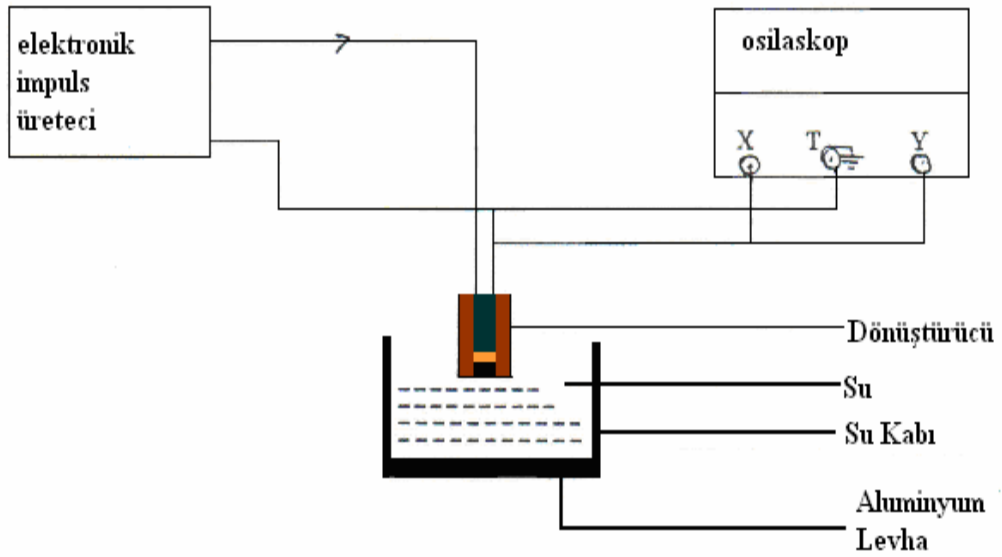 elektronik
impuls
üreteci
osilaskop
X T Y
Dönüştürücü
Su
Su Kabı
Aluminyum
Levha